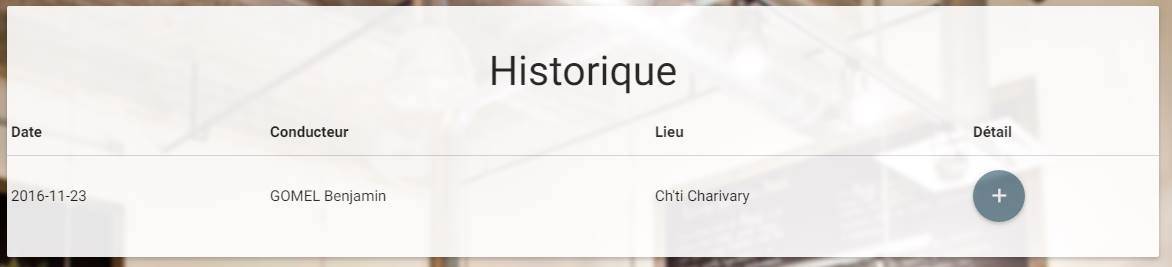 Historique
Date Conducteur Lieu Détail
2016-11-23 GOMEL Benjamin Ch'ti Charivary +